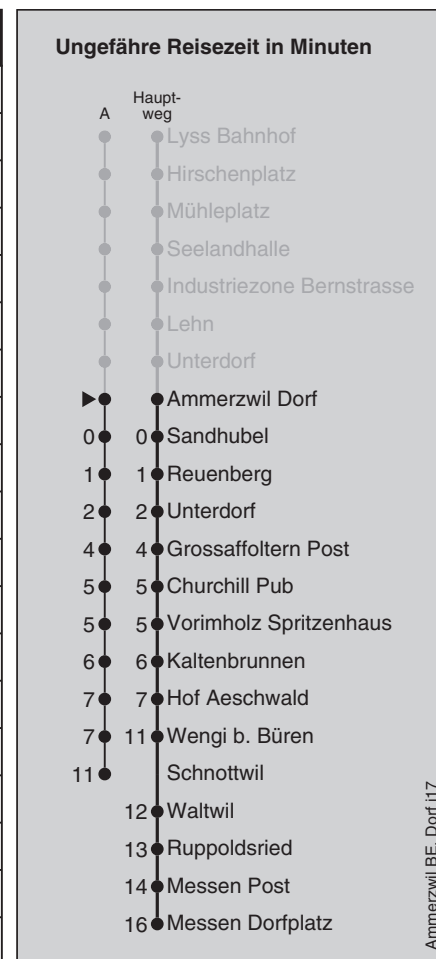 Ungefähre Reisezeit in Minuten
A Haupt-
weg
Lyss Bahnhof
Hirschenplatz
Mühleplatz
Seelandhalle
Industriezone Bernstrasse
Lehn
Unterdorf
Ammerzwil Dorf
0 0 Sandhubel
1 1 Reuenberg
2 2 Unterdorf
4 4 Grossaffoltern Post
5 5 Churchill Pub
5 5 Vorimholz Spritzenhaus
6 6 Kaltenbrunnen
7 7 Hof Aeschwald
7 11 Wengi b. Büren
11 Schnottwil
12 Waltwil
13 Ruppoldsried
14 Messen Post
16 Messen Dorfplatz
Ammerzwil BE, Dorf j17